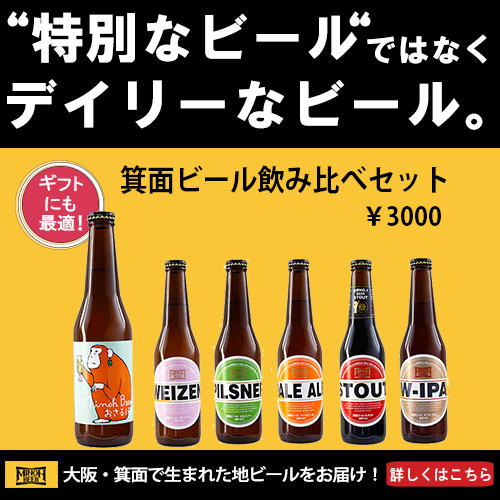 “特別なビール“ではなく
デイリーなビール。
ギフト
にも
最適！
箕面ビール飲み比べセット
￥3000
WEIZEN
PILSNER
PALE ALE
STOUT
W-IPA
MINOH
BEER
大阪・箕面で生まれた地ビールをお届け！
詳しくはこちら